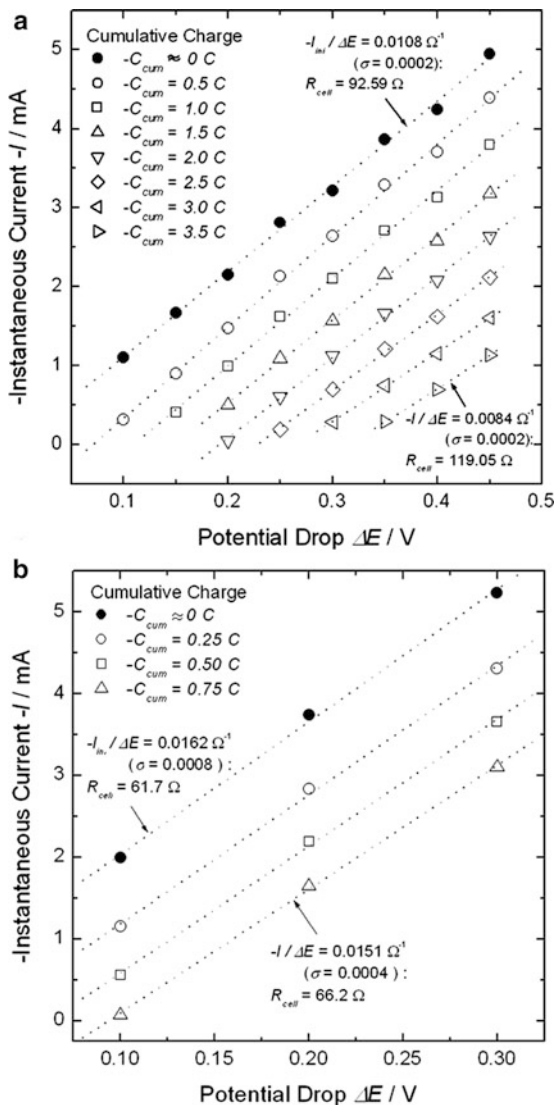 a
Cumulative Charge
-C_cum ≈ 0 C
-C_cum = 0.5 C
-C_cum = 1.0 C
-C_cum = 1.5 C
-C_cum = 2.0 C
-C_cum = 2.5 C
-C_cum = 3.0 C
-C_cum = 3.5 C
-I_ini / ΔE = 0.0108 Ω⁻¹
(σ = 0.0002):
R_cell = 92.59 Ω
-I / ΔE = 0.0084 Ω⁻¹
(σ = 0.0002):
R_cell = 119.05 Ω
-Instantaneous Current -I / mA
5
4
3
2
1
0
0.1 0.2 0.3 0.4 0.5
Potential Drop ΔE / V
b
Cumulative Charge
-C_cum ≈ 0 C
-C_cum = 0.25 C
-C_cum = 0.50 C
-C_cum = 0.75 C
-I_in. / ΔE = 0.0162 Ω⁻¹
(σ = 0.0008) :
R_cell = 61.7 Ω
-I / ΔE = 0.0151 Ω⁻¹
(σ = 0.0004) :
R_cell = 66.2 Ω
-Instantaneous Current -I / mA
5
4
3
2
1
0
0.10 0.15 0.20 0.25 0.30
Potential Drop ΔE / V